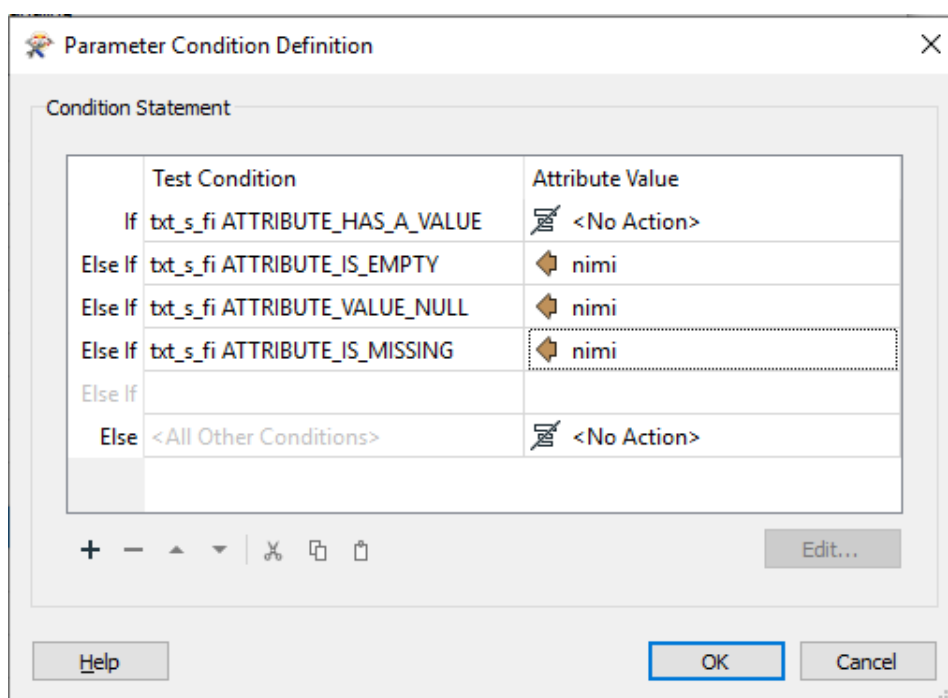 Parameter Condition Definition
Condition Statement
Test Condition Attribute Value
If txt_s_fi ATTRIBUTE_HAS_A_VALUE <No Action>
Else If txt_s_fi ATTRIBUTE_IS_EMPTY nimi
Else If txt_s_fi ATTRIBUTE_VALUE_NULL nimi
Else If txt_s_fi ATTRIBUTE_IS_MISSING nimi
Else If
Else <All Other Conditions> <No Action>
Edit...
Help OK Cancel